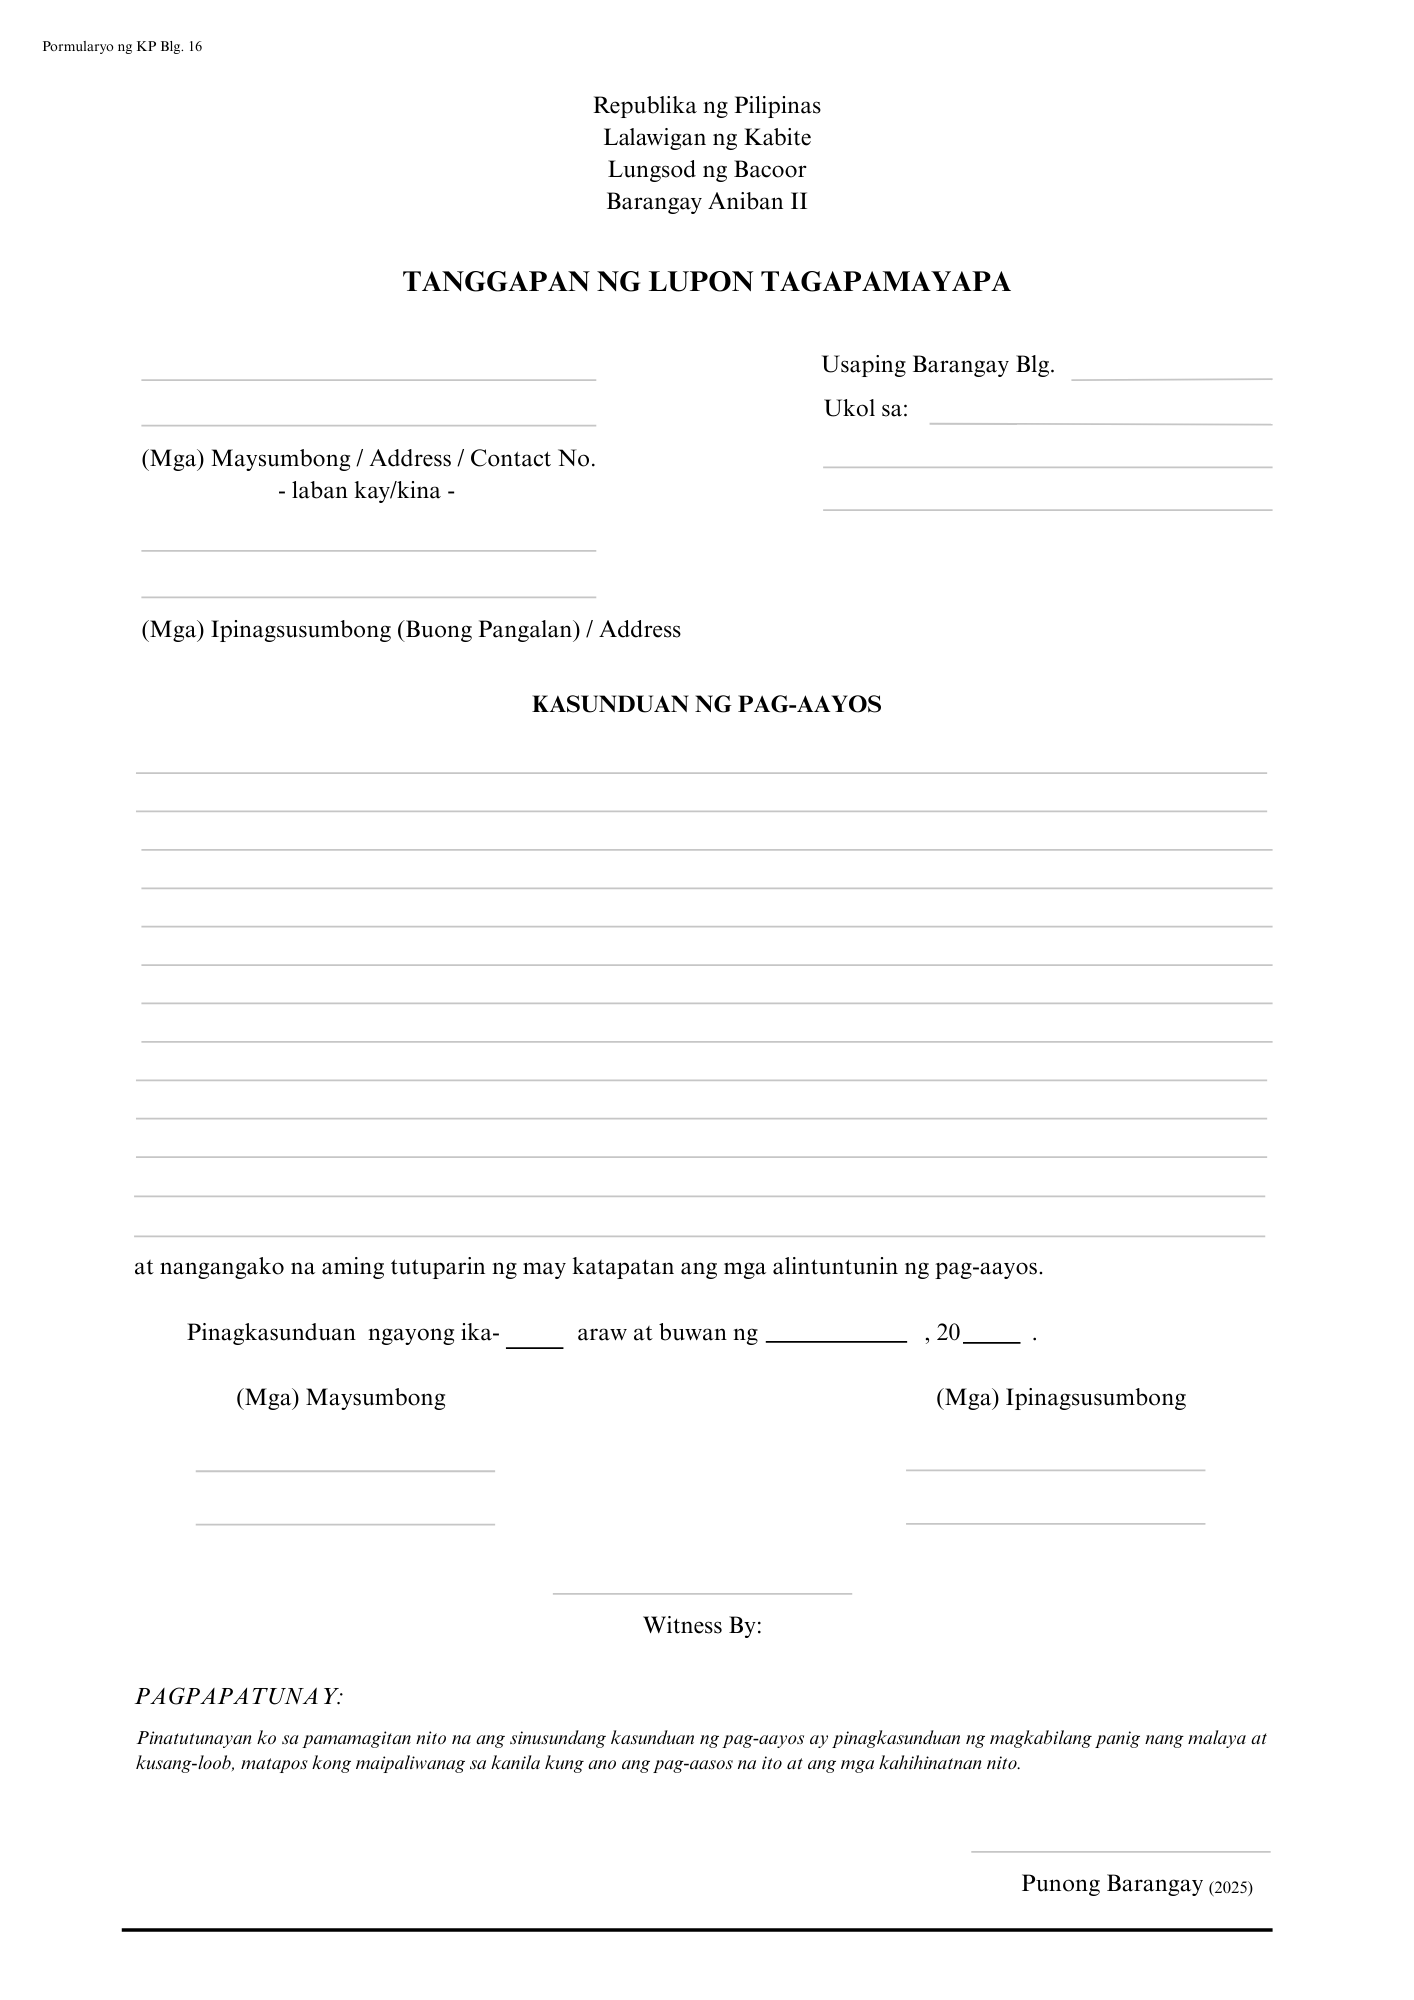 Pormularyo ng KP Blg. 16
Republika ng Pilipinas
Lalawigan ng Kabite
Lungsod ng Bacoor
Barangay Aniban II
TANGGAPAN NG LUPON TAGAPAMAYAPA
Usaping Barangay Blg.
Ukol sa:
(Mga) Maysumbong / Address / Contact No.
- laban kay/kina -
(Mga) Ipinagsusumbong (Buong Pangalan) / Address
KASUNDUAN NG PAG-AAYOS
at nangangako na aming tutuparin ng may katapatan ang mga alintuntunin ng pag-aayos.
Pinagkasunduan ngayong ika- ____ araw at buwan ng __________ , 20____ .
(Mga) Maysumbong (Mga) Ipinagsusumbong
Witness By:
PAGPAPATUNAY:
Pinatutunayan ko sa pamamagitan nito na ang sinusundang kasunduan ng pag-aayos ay pinagkasunduan ng magkabilang panig nang malaya at
kusang-loob, matapos kong maipaliwanag sa kanila kung ano ang pag-aasos na ito at ang mga kahihinatnan nito.
Punong Barangay (2025)